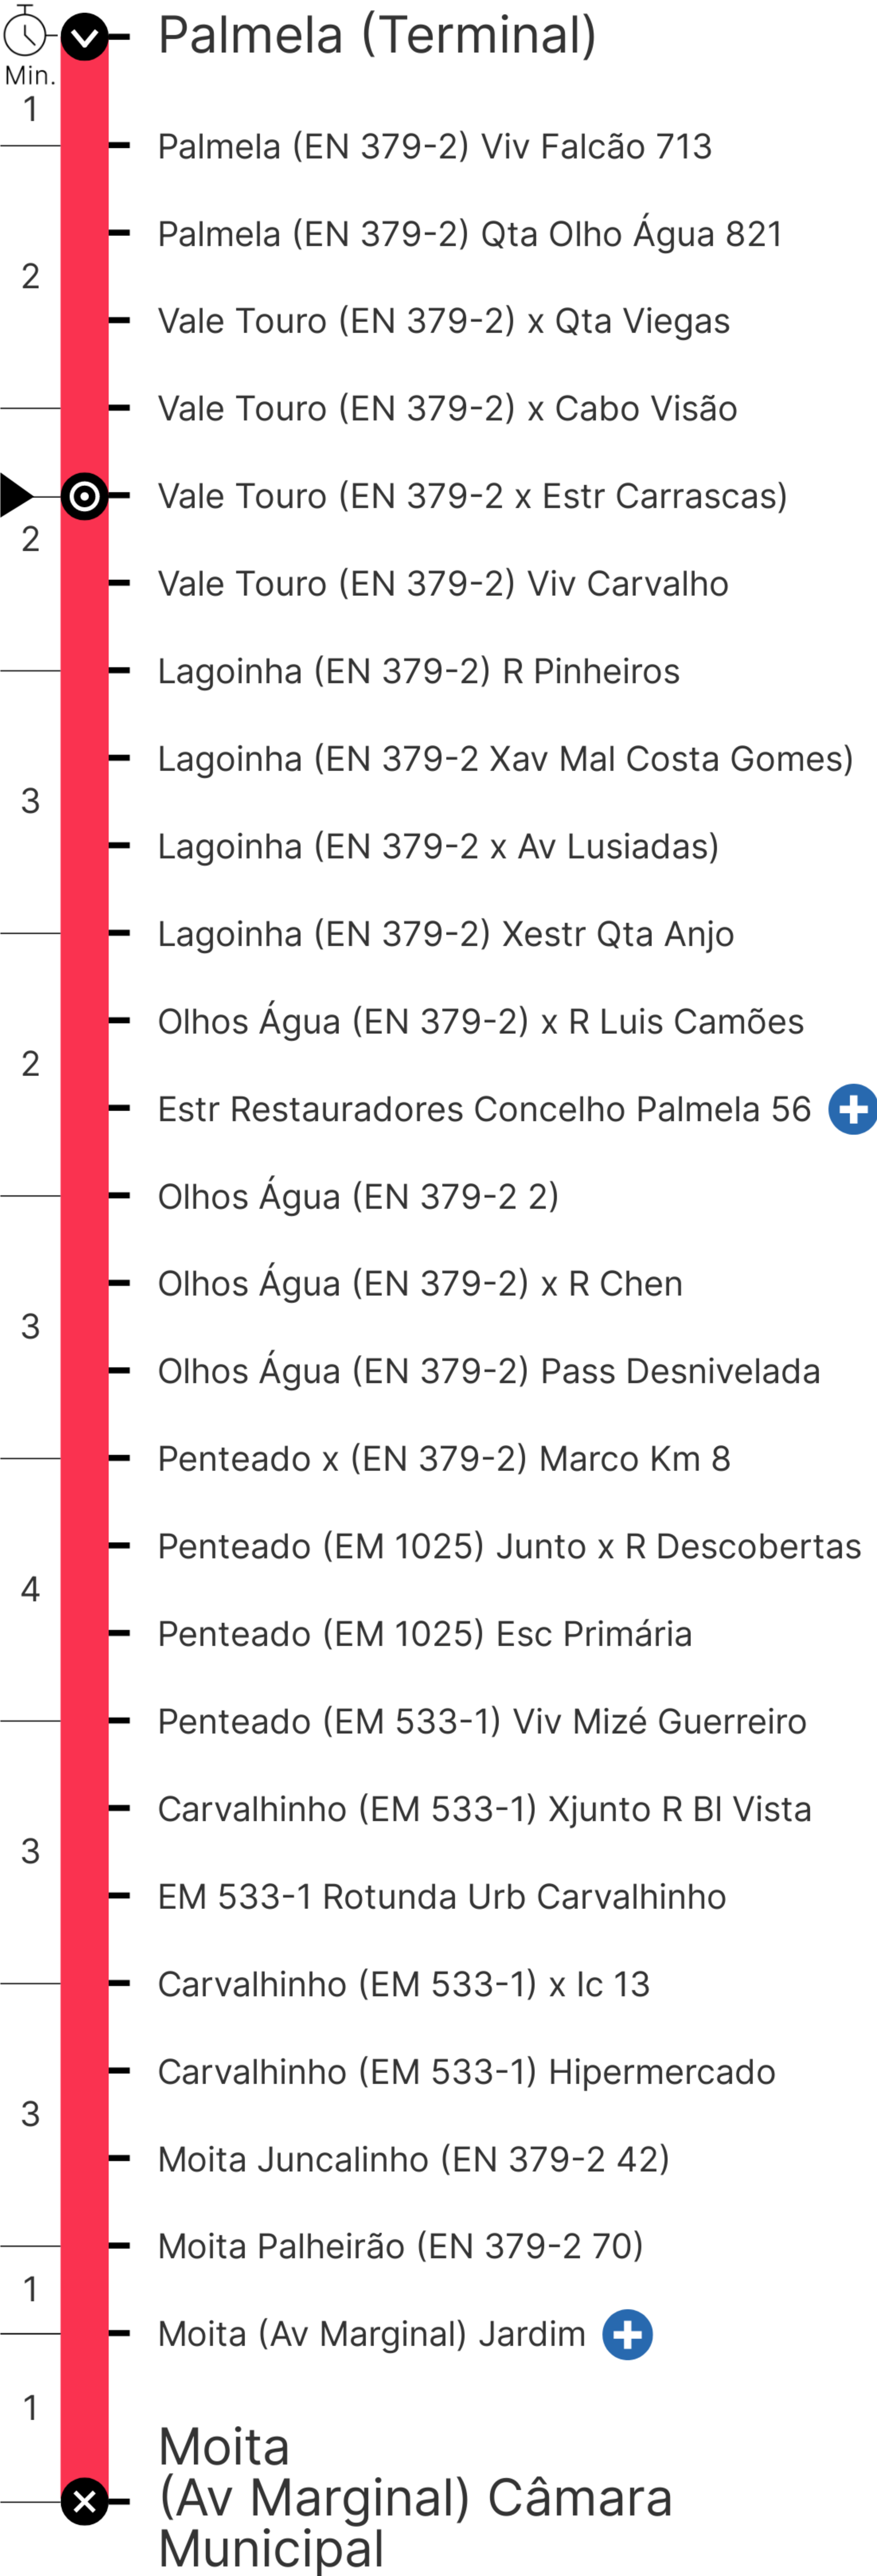 Palmela (Terminal)
Min.
1
Palmela (EN 379-2) Viv Falcão 713
Palmela (EN 379-2) Qta Olho Água 821
2
Vale Touro (EN 379-2) x Qta Viegas
Vale Touro (EN 379-2) x Cabo Visão
Vale Touro (EN 379-2 x Estr Carrascas)
2
Vale Touro (EN 379-2) Viv Carvalho
Lagoinha (EN 379-2) R Pinheiros
Lagoinha (EN 379-2 Xav Mal Costa Gomes)
3
Lagoinha (EN 379-2 x Av Lusiadas)
Lagoinha (EN 379-2) Xestr Qta Anjo
Olhos Água (EN 379-2) x R Luis Camões
2
Estr Restauradores Concelho Palmela 56
Olhos Água (EN 379-2 2)
Olhos Água (EN 379-2) x R Chen
3
Olhos Água (EN 379-2) Pass Desnivelada
Penteado x (EN 379-2) Marco Km 8
Penteado (EM 1025) Junto x R Descobertas
4
Penteado (EM 1025) Esc Primária
Penteado (EM 533-1) Viv Mizé Guerreiro
Carvalhinho (EM 533-1) Xjunto R Bl Vista
3
EM 533-1 Rotunda Urb Carvalhinho
Carvalhinho (EM 533-1) x Ic 13
Carvalhinho (EM 533-1) Hipermercado
3
Moita Juncalinho (EN 379-2 42)
Moita Palheirão (EN 379-2 70)
1
Moita (Av Marginal) Jardim
1
Moita
(Av Marginal) Câmara
Municipal